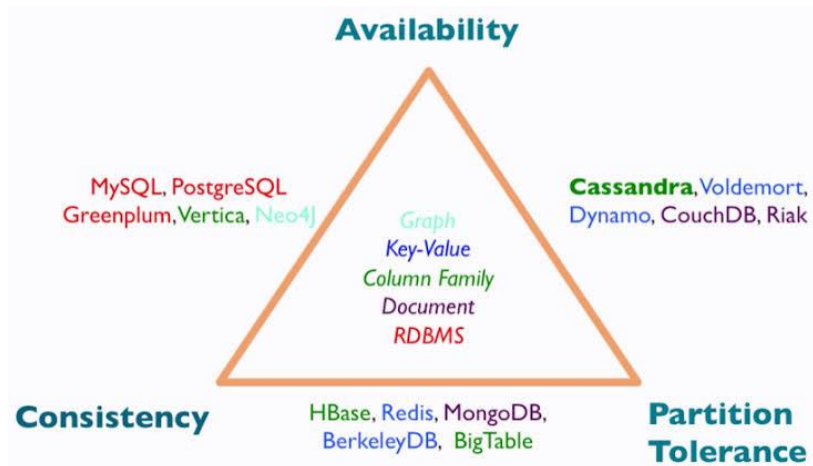 Availability
MySQL, PostgreSQL
Greenplum, Vertica, Neo4J
Cassandra, Voldemort,
Dynamo, CouchDB, Riak
Graph
Key-Value
Column Family
Document
RDBMS
Consistency
HBase, Redis, MongoDB,
BerkeleyDB, BigTable
Partition
Tolerance